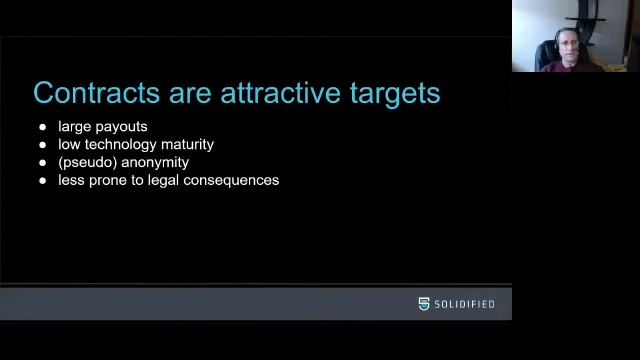 Contracts are attractive targets
● large payouts
● low technology maturity
● (pseudo) anonymity
● less prone to legal consequences
SOLIDIFIED